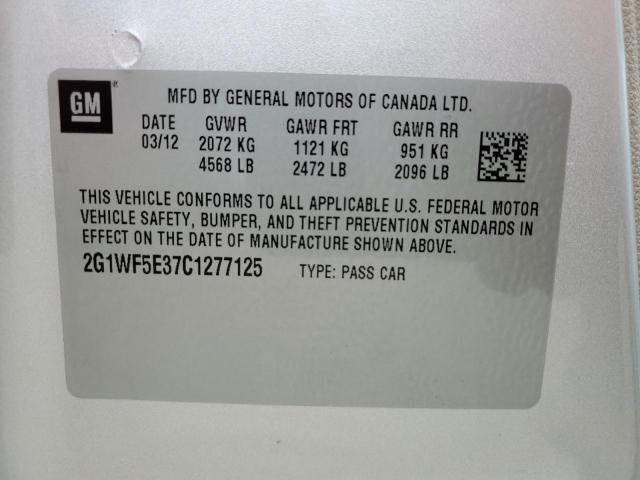 GM
MFD BY GENERAL MOTORS OF CANADA LTD.
DATE GVWR GAWR FRT GAWR RR
03/12 2072 KG 1121 KG 951 KG
4568 LB 2472 LB 2096 LB
THIS VEHICLE CONFORMS TO ALL APPLICABLE U.S. FEDERAL MOTOR
VEHICLE SAFETY, BUMPER, AND THEFT PREVENTION STANDARDS IN
EFFECT ON THE DATE OF MANUFACTURE SHOWN ABOVE.
2G1WF5E37C1277125 TYPE: PASS CAR